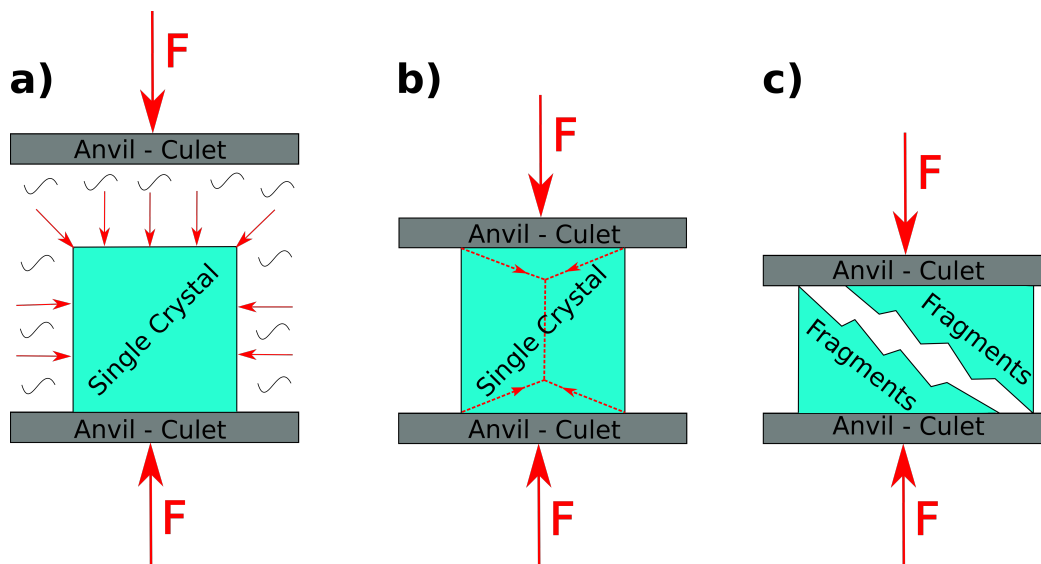 a)
F
Anvil - Culet
Single Crystal
Anvil - Culet
F
b)
F
Anvil - Culet
Single Crystal
Anvil - Culet
F
c)
F
Anvil - Culet
Fragments
Fragments
Anvil - Culet
F